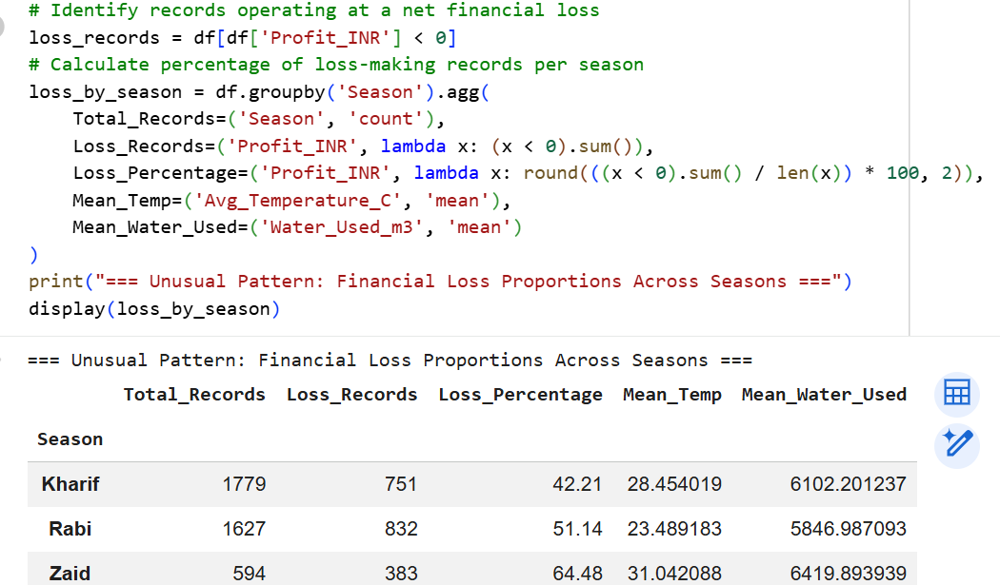 # Identify records operating at a net financial loss
loss_records = df[df['Profit_INR'] < 0]
# Calculate percentage of loss-making records per season
loss_by_season = df.groupby('Season').agg(
    Total_Records=('Season', 'count'),
    Loss_Records=('Profit_INR', lambda x: (x < 0).sum()),
    Loss_Percentage=('Profit_INR', lambda x: round(((x < 0).sum() / len(x)) * 100, 2)),
    Mean_Temp=('Avg_Temperature_C', 'mean'),
    Mean_Water_Used=('Water_Used_m3', 'mean')
)
print("=== Unusual Pattern: Financial Loss Proportions Across Seasons ===")
display(loss_by_season)
=== Unusual Pattern: Financial Loss Proportions Across Seasons ===
Total_Records Loss_Records Loss_Percentage Mean_Temp Mean_Water_Used
Season
Kharif 1779 751 42.21 28.454019 6102.201237
Rabi 1627 832 51.14 23.489183 5846.987093
Zaid 594 383 64.48 31.042088 6419.893939